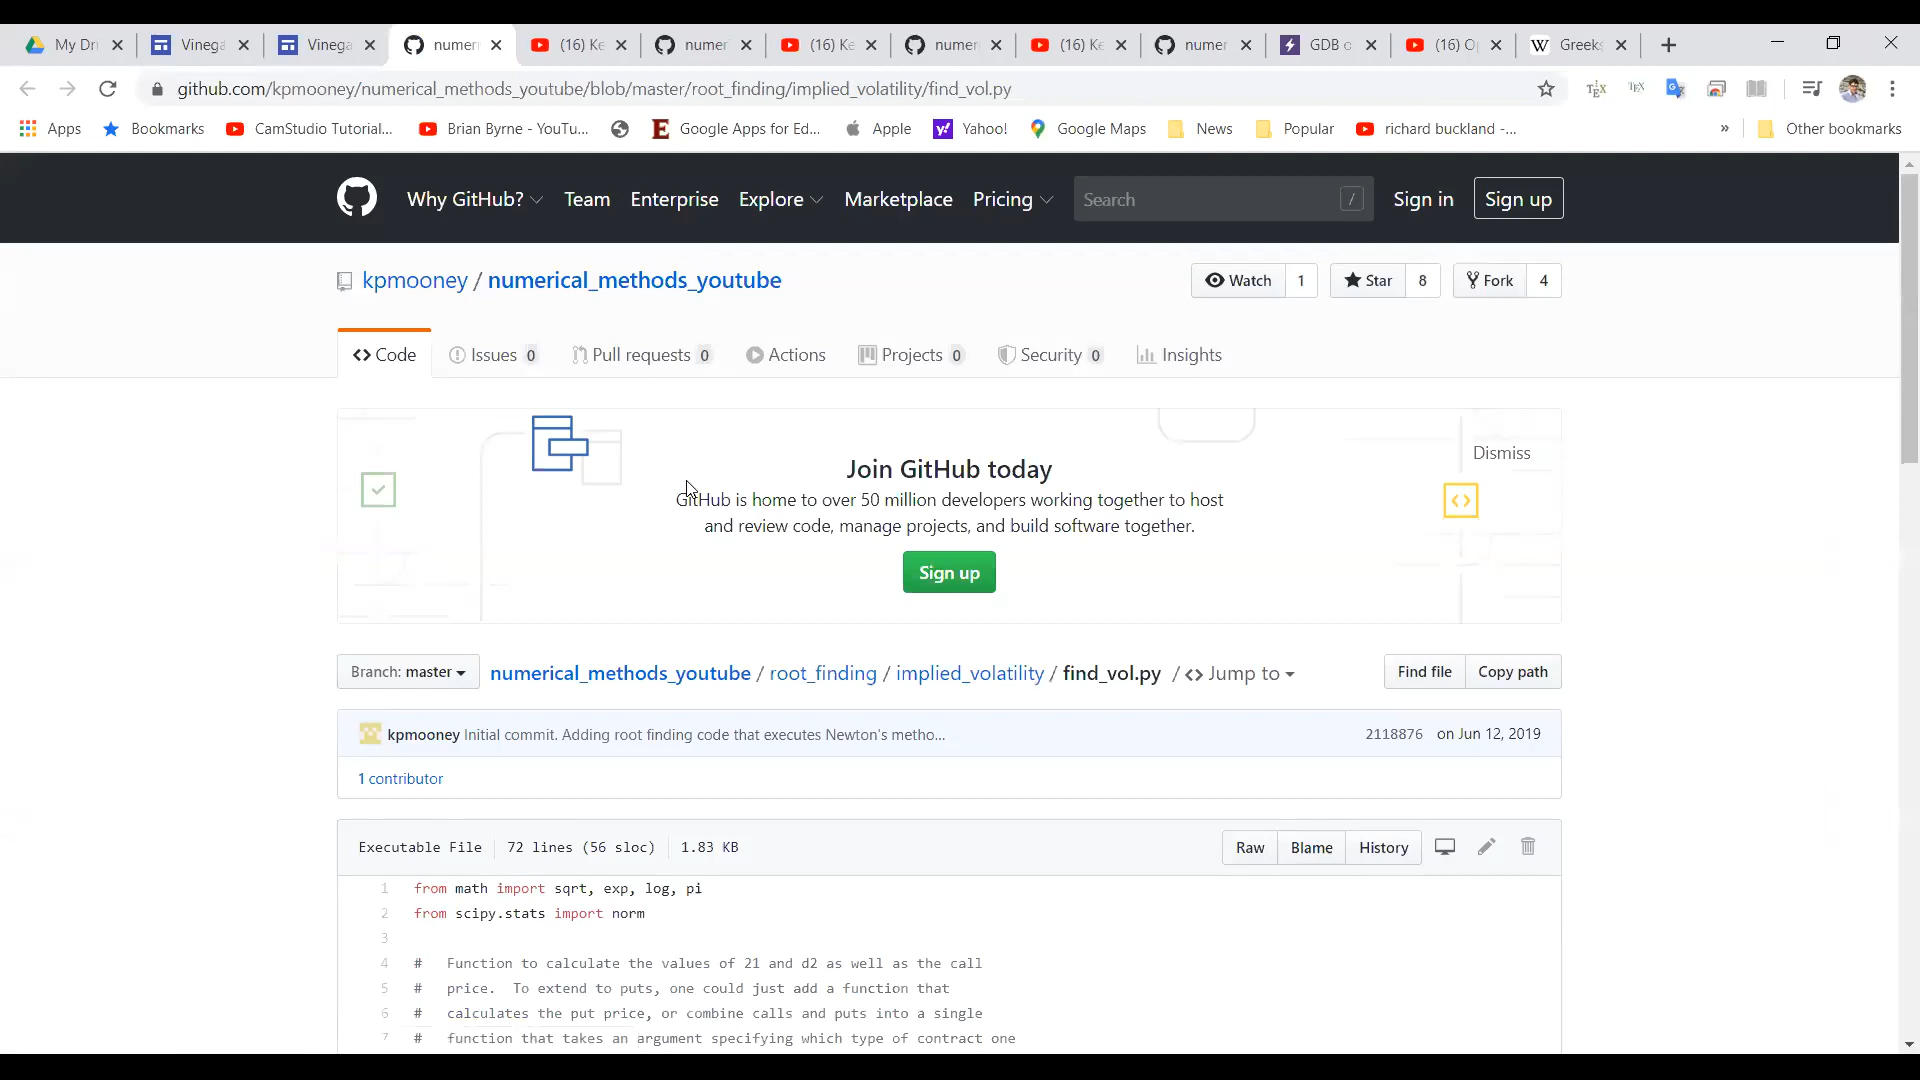 My Dri
Vinega
Vinega
numeri
(16) Ke
numer
(16) Ke
numer
(16) Ke
numer
GDB o
(16) O
Greeks
github.com/kpmooney/numerical_methods_youtube/blob/master/root_finding/implied_volatility/find_vol.py
Apps
Bookmarks
CamStudio Tutorial...
Brian Byrne - YouTu...
Google Apps for Ed...
Apple
Yahoo!
Google Maps
News
Popular
richard buckland -...
»
Other bookmarks
Why GitHub?
Team
Enterprise
Explore
Marketplace
Pricing
Search
/
Sign in
Sign up
kpmooney / numerical_methods_youtube
Watch 1
Star 8
Fork 4
Code
Issues 0
Pull requests 0
Actions
Projects 0
Security 0
Insights
Join GitHub today
Dismiss
GitHub is home to over 50 million developers working together to host
and review code, manage projects, and build software together.
Sign up
Branch: master
numerical_methods_youtube / root_finding / implied_volatility / find_vol.py / <> Jump to
Find file
Copy path
kpmooney Initial commit. Adding root finding code that executes Newton's metho...
2118876 on Jun 12, 2019
1 contributor
Executable File 72 lines (56 sloc) 1.83 KB
Raw
Blame
History
1 from math import sqrt, exp, log, pi
2 from scipy.stats import norm
3
4 # Function to calculate the values of 21 and d2 as well as the call
5 # price. To extend to puts, one could just add a function that
6 # calculates the put price, or combine calls and puts into a single
7 # function that takes an argument specifying which type of contract one